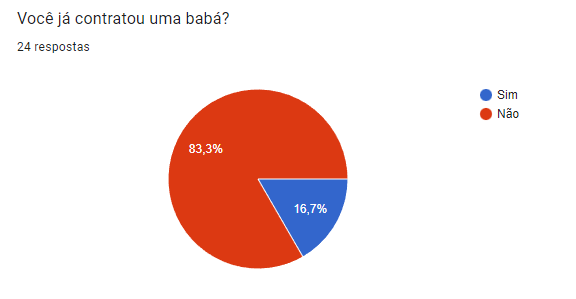 Você já contratou uma babá?
24 respostas
Sim
Não
83,3%
16,7%